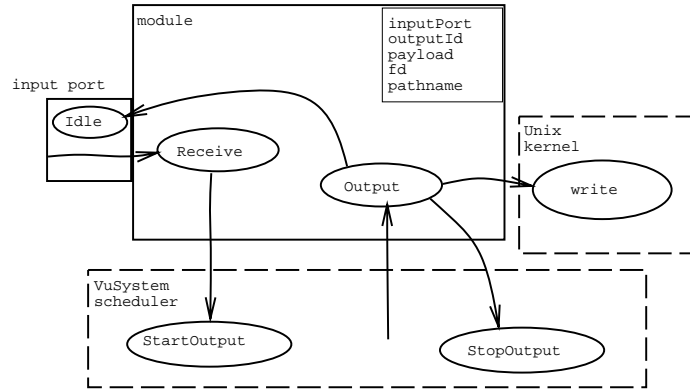 module
inputPort
outputId
payload
fd
pathname
input port
Idle
Receive
Output
Unix
kernel
write
VuSystem
scheduler
StartOutput
StopOutput